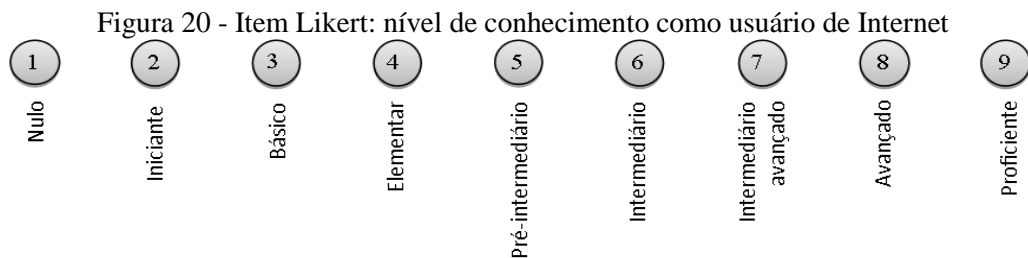 Figura 20 - Item Likert: nível de conhecimento como usuário de Internet
1 2 3 4 5 6 7 8 9
Nulo
Iniciante
Básico
Elementar
Pré-intermediário
Intermediário
Intermediário
avançado
Avançado
Proficiente